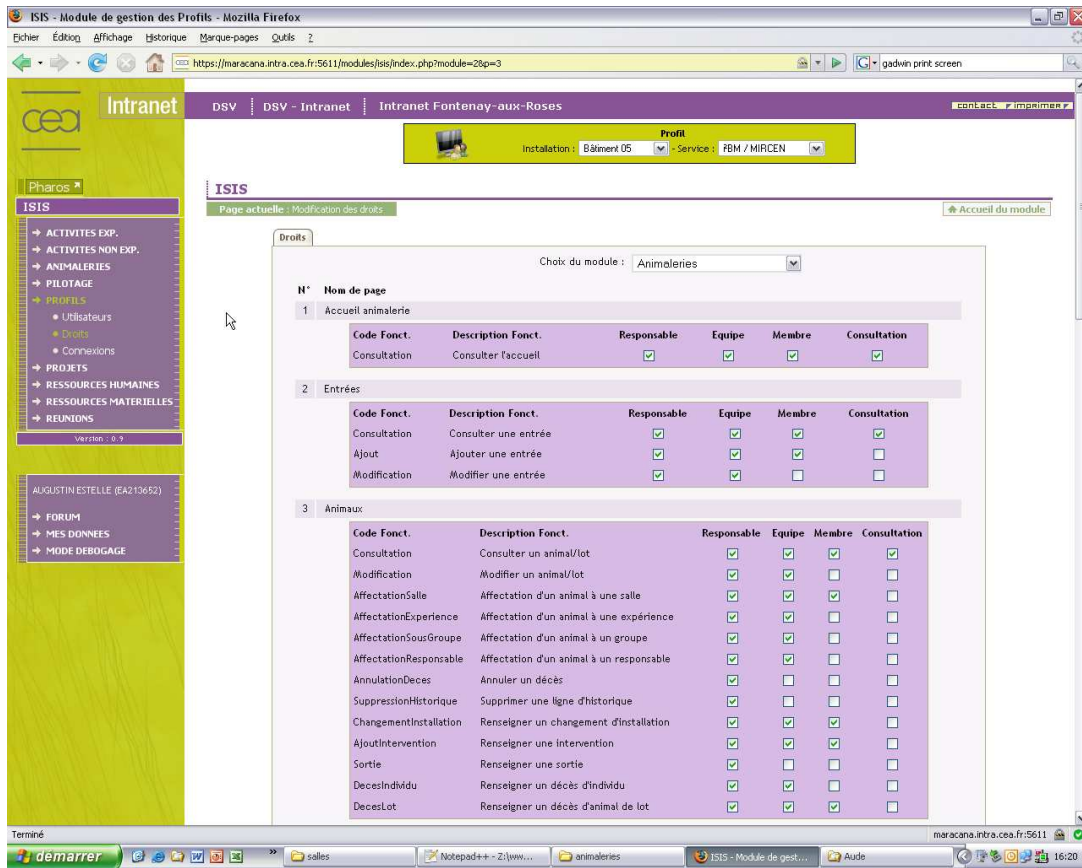 ISIS - Module de gestion des Profils - Mozilla Firefox
Fichier Édition Affichage Historique Marque-pages Outils ?
https://maracana.intra.cea.fr:5611/modules/isis/index.php?module=2&p=3 gadwin print screen
cea Intranet DSV DSV - Intranet Intranet Fontenay-aux-Roses contact imprimer
Profil
Installation : Bâtiment 05 - Service : / MIRCEN
Pharos
ISIS
ISIS
Page actuelle : Modification des droits Accueil du module
ACTIVITES EXP.
ACTIVITES NON EXP.
ANIMALERIES
PILOTAGE
PROFILS
Utilisateurs
Droits
Connexions
PROJETS
RESSOURCES HUMAINES
RESSOURCES MATERIELLES
REUNIONS
Version : 0.9
AUGUSTIN ESTELLE (EA213652)
FORUM
MES DONNEES
MODE DEBOGAGE
Droits
Choix du module : Animaleries
N° Nom de page
1 Accueil animalerie
Code Fonct. Description Fonct. Responsable Equipe Membre Consultation
Consultation Consulter l'accueil
2 Entrées
Code Fonct. Description Fonct. Responsable Equipe Membre Consultation
Consultation Consulter une entrée
Ajout Ajouter une entrée
Modification Modifier une entrée
3 Animaux
Code Fonct. Description Fonct. Responsable Equipe Membre Consultation
Consultation Consulter un animal/lot
Modification Modifier un animal/lot
AffectationSalle Affectation d'un animal à une salle
AffectationExperience Affectation d'un animal à une expérience
AffectationSousGroupe Affectation d'un animal à un groupe
AffectationResponsable Affectation d'un animal à un responsable
AnnulationDeces Annuler un décès
SuppressionHistorique Supprimer une ligne d'historique
ChangementInstallation Renseigner un changement d'installation
AjoutIntervention Renseigner une intervention
Sortie Renseigner une sortie
DecesIndividu Renseigner un décès d'individu
DecesLot Renseigner un décès d'animal de lot
Terminé maracana.intra.cea.fr:5611
démarrer » salles Notepad++ - Z:\ww... animaleries ISIS - Module de gest... Aude 16:20